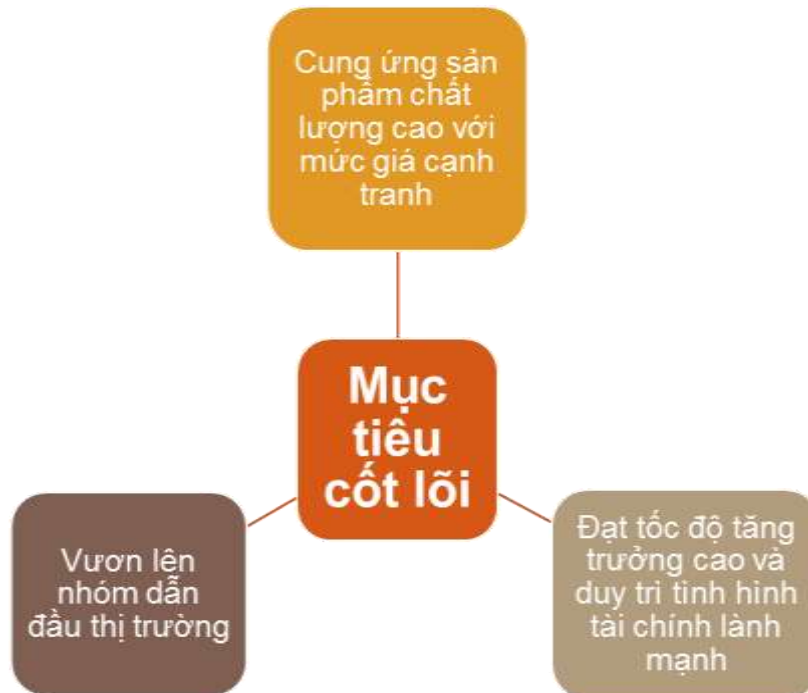 Cung ứng sản
phẩm chất
lượng cao với
mức giá cạnh
tranh
Mục
tiêu
cốt lõi
Vươn lên
nhóm dẫn
đầu thị trường
Đạt tốc độ tăng
trưởng cao và
duy trì tình hình
tài chính lành
mạnh